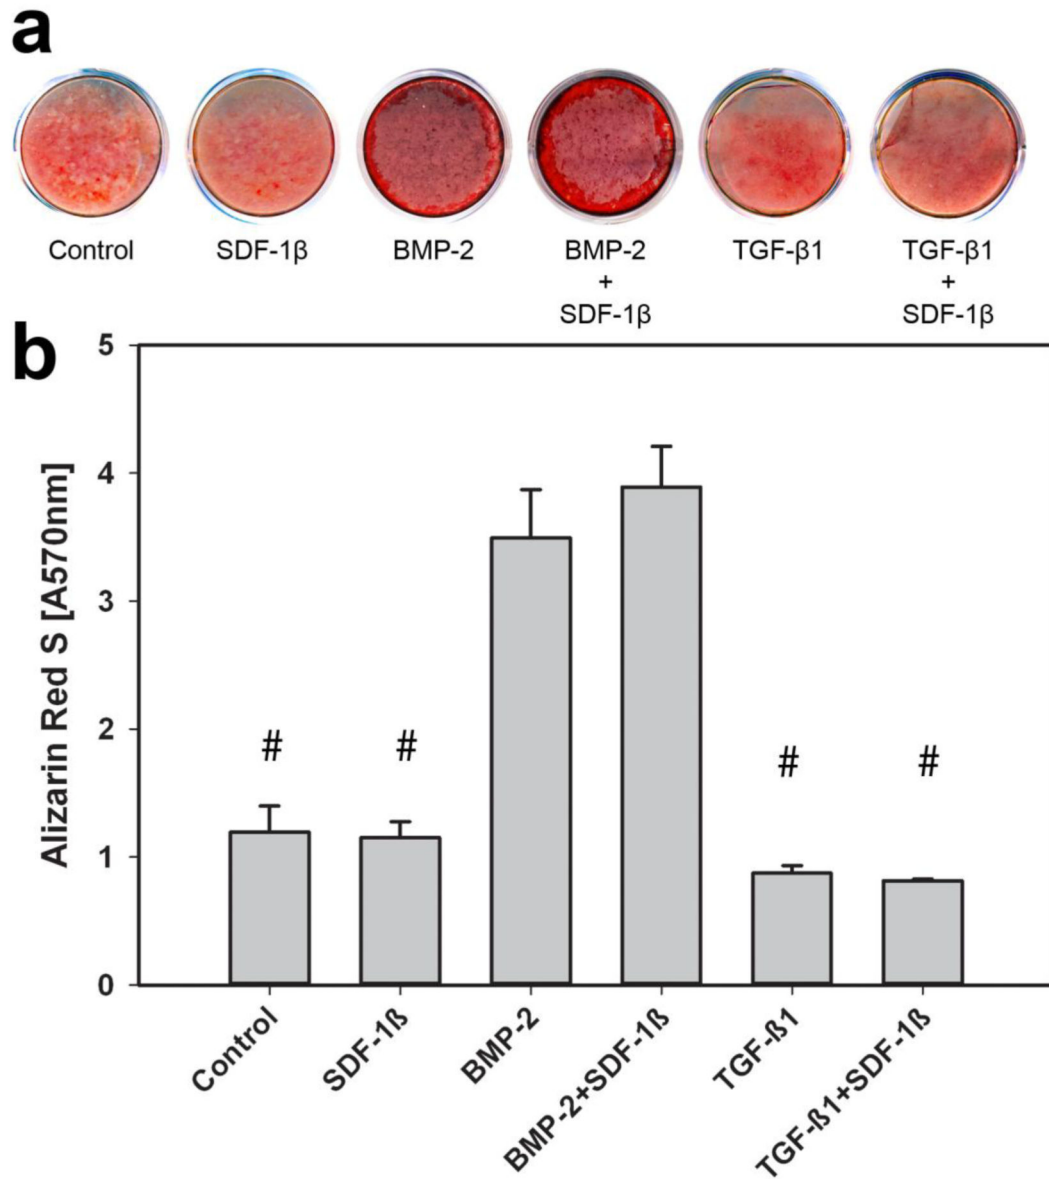 a
Control
SDF-1β
BMP-2
BMP-2
+
SDF-1β
TGF-β1
TGF-β1
+
SDF-1β
b
Alizarin Red S [A570nm]
5
4
3
2
1
0
#
#
#
#
Control
SDF-1ß
BMP-2
BMP-2+SDF-1ß
TGF-ß1
TGF-ß1+SDF-1ß